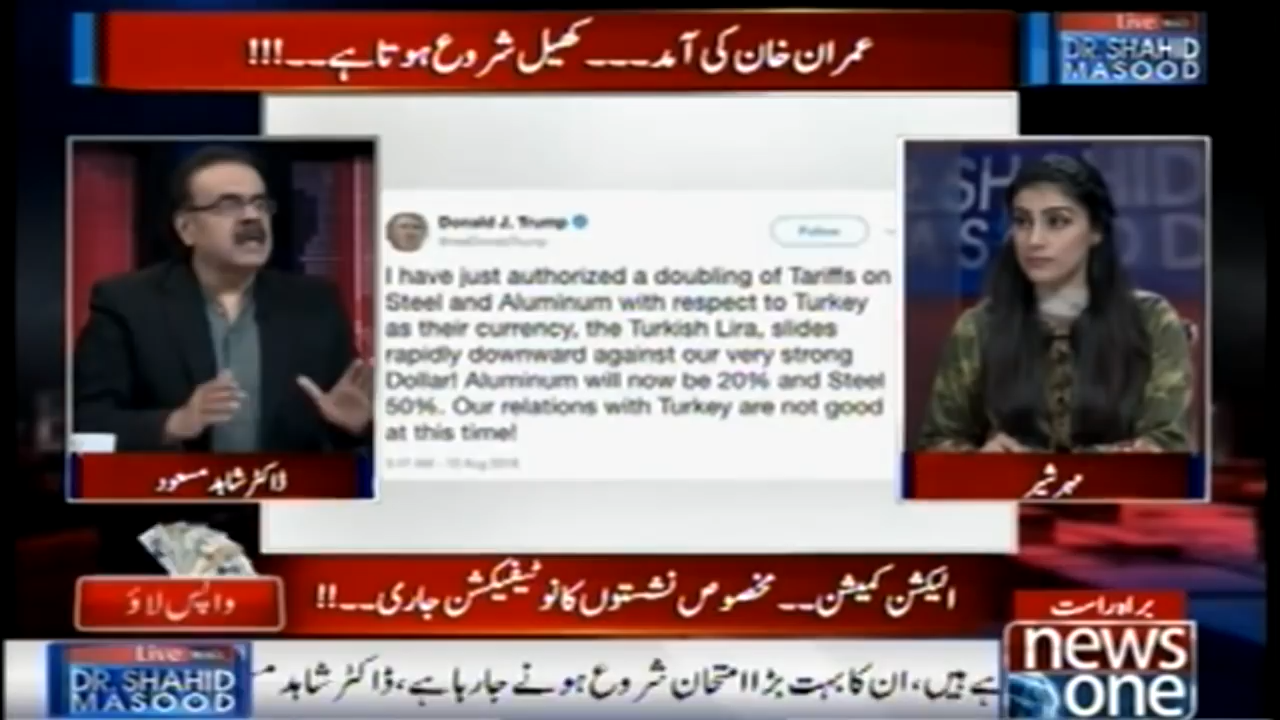 عمران خان کی آمد۔۔۔ کھیل شروع ہوتا ہے۔۔!!!
Live
DR. SHAHID
MASOOD
Donald J. Trump
Follow
I have just authorized a doubling of Tariffs on
Steel and Aluminum with respect to Turkey
as their currency, the Turkish Lira, slides
rapidly downward against our very strong
Dollar! Aluminum will now be 20% and Steel
50%. Our relations with Turkey are not good
at this time!
SHAHID
ڈاکٹر شاہد مسعود
مہر شیر
الیکشن کمیشن۔۔ مخصوص نشستوں کا نوٹیفیکیشن جاری۔۔!!
واپس لاؤ
براہ راست
news
one
Live
DR. SHAHID
MASOOD
ہے ہیں، ان کا بہت بڑا امتحان شروع ہونے جا رہا ہے، ڈاکٹر شاہد